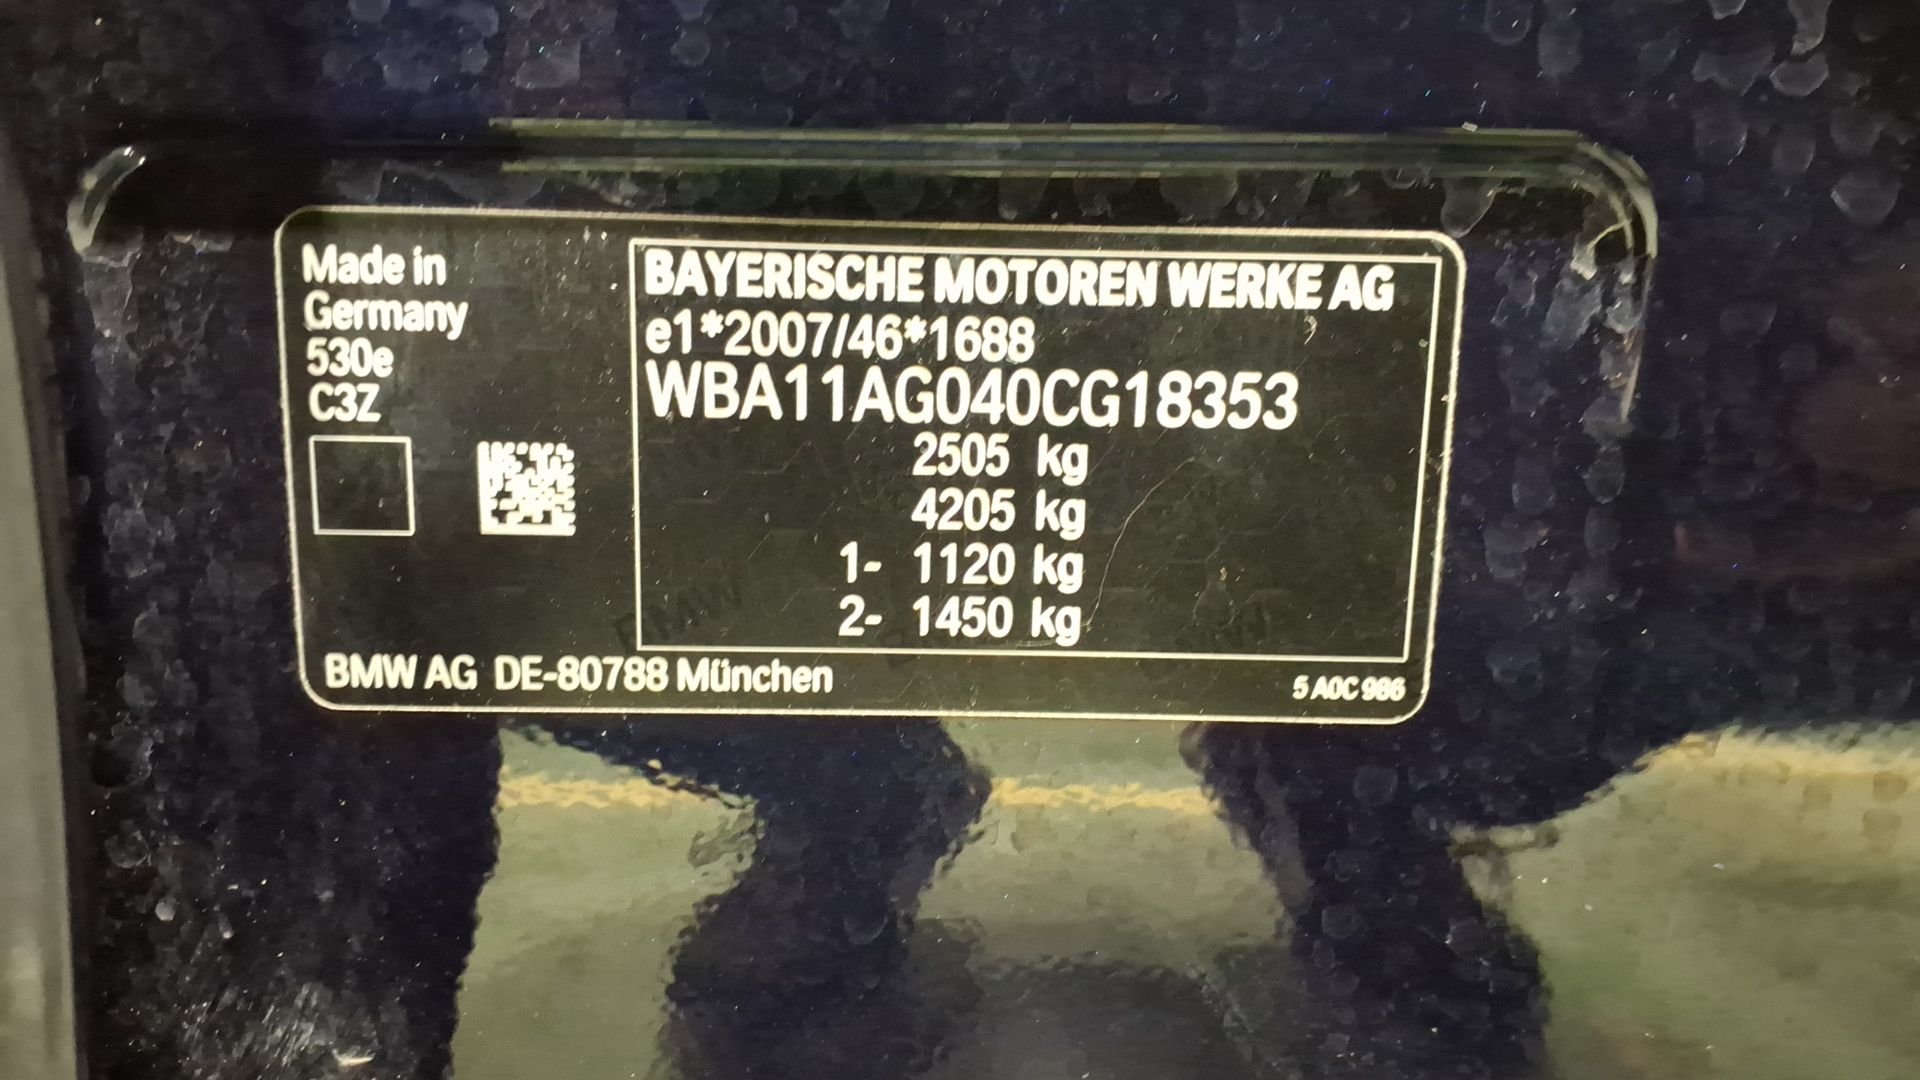 Made in
Germany
530e
C3Z
BAYERISCHE MOTOREN WERKE AG
e1*2007/46*1688
WBA11AG040CG18353
2505 kg
4205 kg
1- 1120 kg
2- 1450 kg
BMW AG DE-80788 München
5 A0C 986